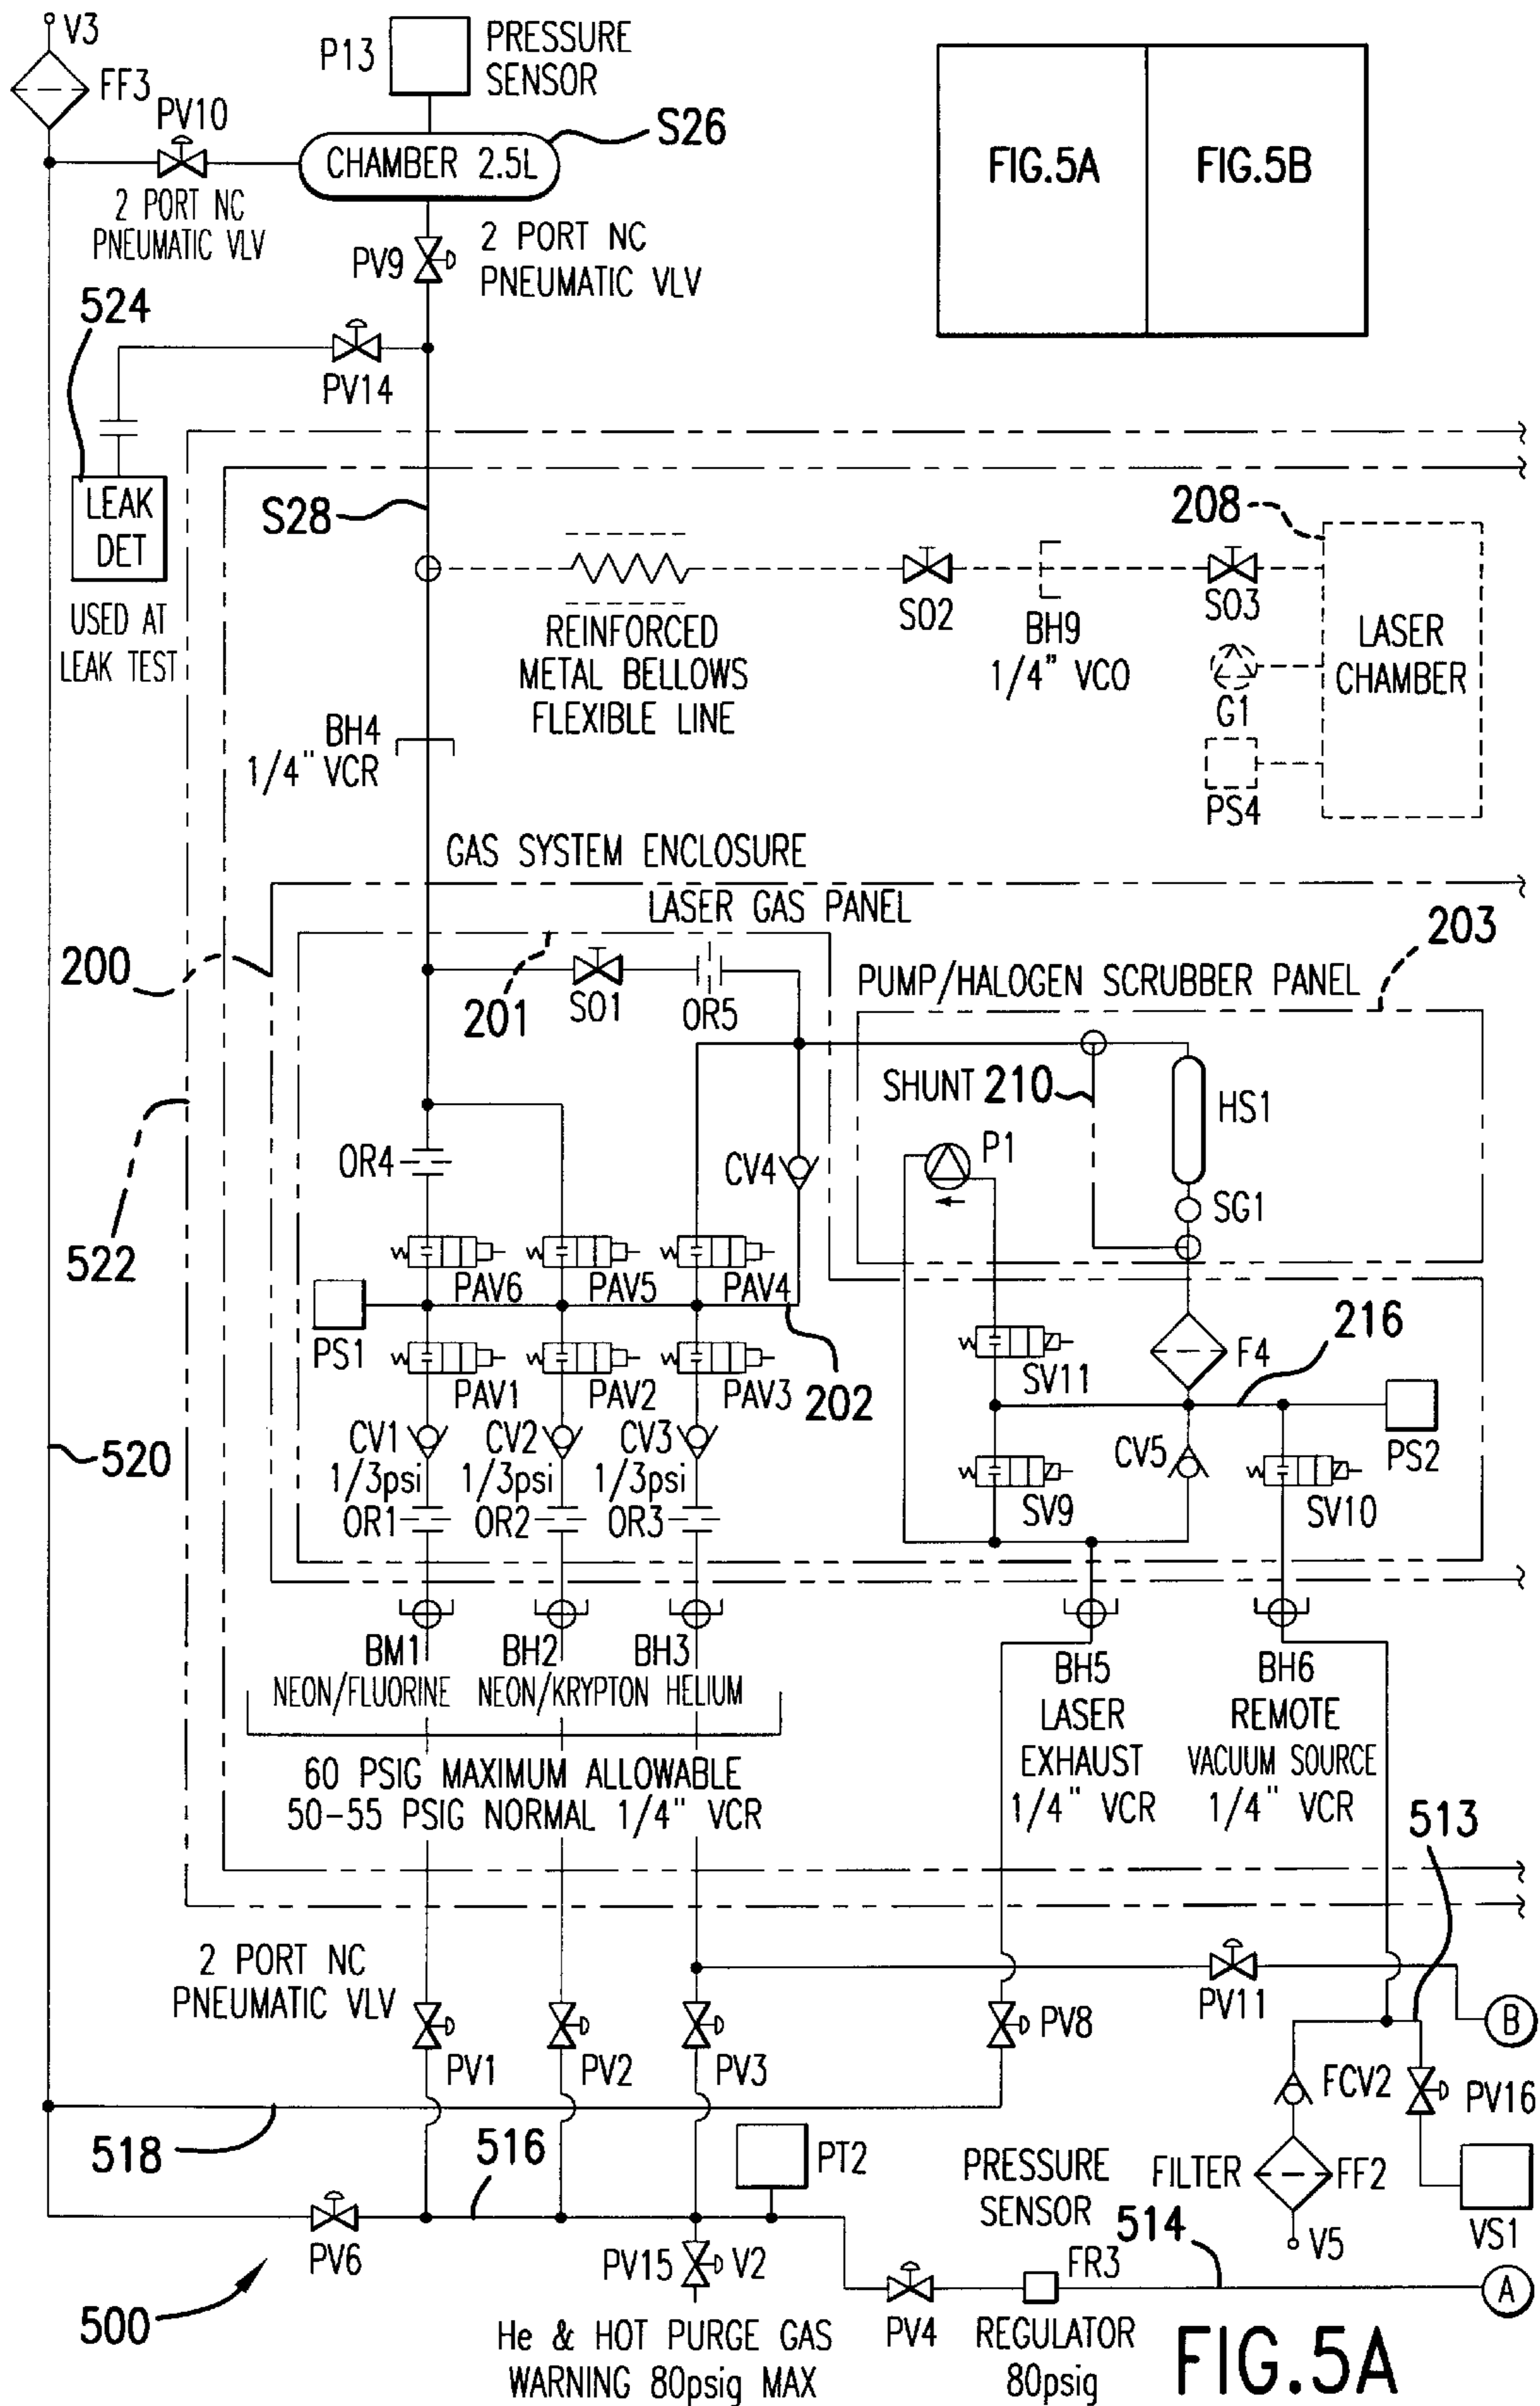 V3
FF3
P13
PRESSURE
SENSOR
PV10
S26
CHAMBER 2.5L
FIG.5A
FIG.5B
2 PORT NC
PNEUMATIC VLV
PV9
2 PORT NC
PNEUMATIC VLV
524
PV14
LEAK
DET
USED AT
LEAK TEST
S28
208
REINFORCED
METAL BELLOWS
FLEXIBLE LINE
SO2
BH9
1/4" VCO
SO3
LASER
CHAMBER
G1
PS4
BH4
1/4" VCR
GAS SYSTEM ENCLOSURE
LASER GAS PANEL
203
200
201
SO1
OR5
PUMP/HALOGEN SCRUBBER PANEL
SHUNT 210
HS1
OR4
CV4
P1
SG1
522
PAV6
PAV5
PAV4
PS1
202
PAV1
PAV2
PAV3
SV11
F4
216
PS2
CV1
1/3psi
CV2
1/3psi
CV3
1/3psi
CV5
OR1
OR2
OR3
SV9
SV10
520
BM1
NEON/FLUORINE
BH2
NEON/KRYPTON
BH3
HELIUM
BH5
LASER
EXHAUST
1/4" VCR
BH6
REMOTE
VACUUM SOURCE
1/4" VCR
60 PSIG MAXIMUM ALLOWABLE
50-55 PSIG NORMAL 1/4" VCR
513
2 PORT NC
PNEUMATIC VLV
PV11
B
PV1
PV2
PV3
PV8
FCV2
PV16
518
516
PT2
PRESSURE
SENSOR
FILTER
FF2
VS1
V5
514
PV6
PV15
V2
FR3
A
500
PV4
REGULATOR
80psig
He & HOT PURGE GAS
WARNING 80psig MAX
FIG.5A